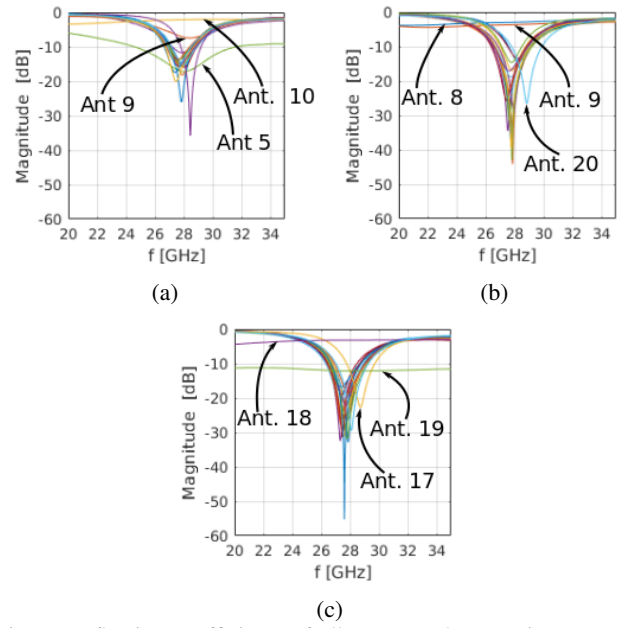 0
-10
-20
-30
-40
-50
-60
Magnitude [dB]
20 22 24 26 28 30 32 34
f [GHz]
Ant 9
Ant. 10
Ant 5
(a)
0
-10
-20
-30
-40
-50
-60
Magnitude [dB]
20 22 24 26 28 30 32 34
f [GHz]
Ant. 8
Ant. 9
Ant. 20
(b)
0
-10
-20
-30
-40
-50
-60
Magnitude [dB]
20 22 24 26 28 30 32 34
f [GHz]
Ant. 18
Ant. 19
Ant. 17
(c)